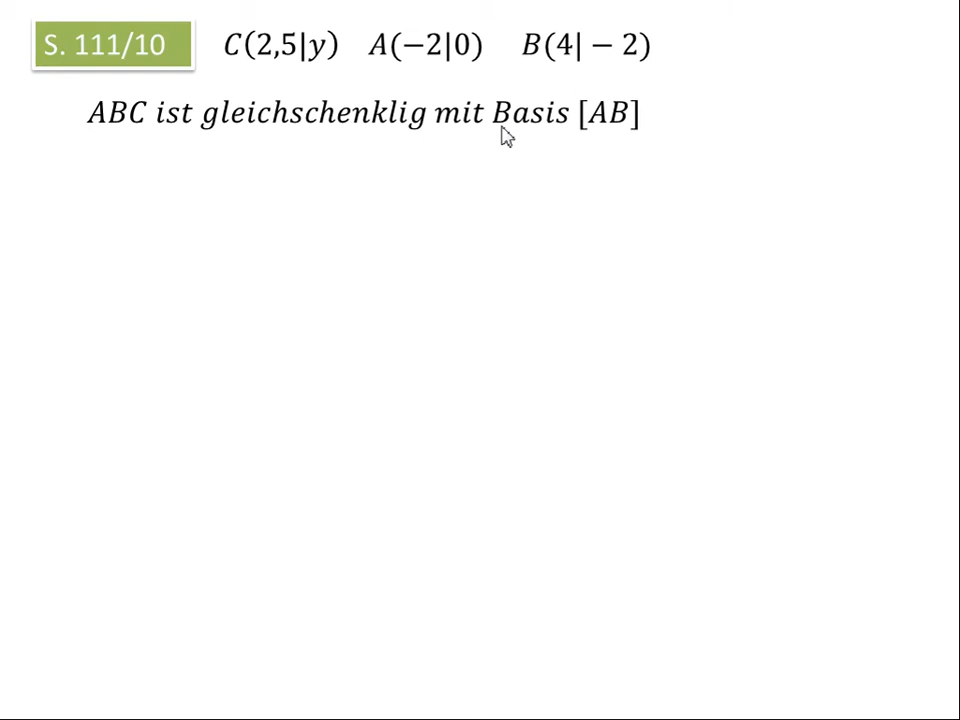 S. 111/10 C(2,5|y) A(−2|0) B(4|−2)
ABC ist gleichschenklig mit Basis [AB]